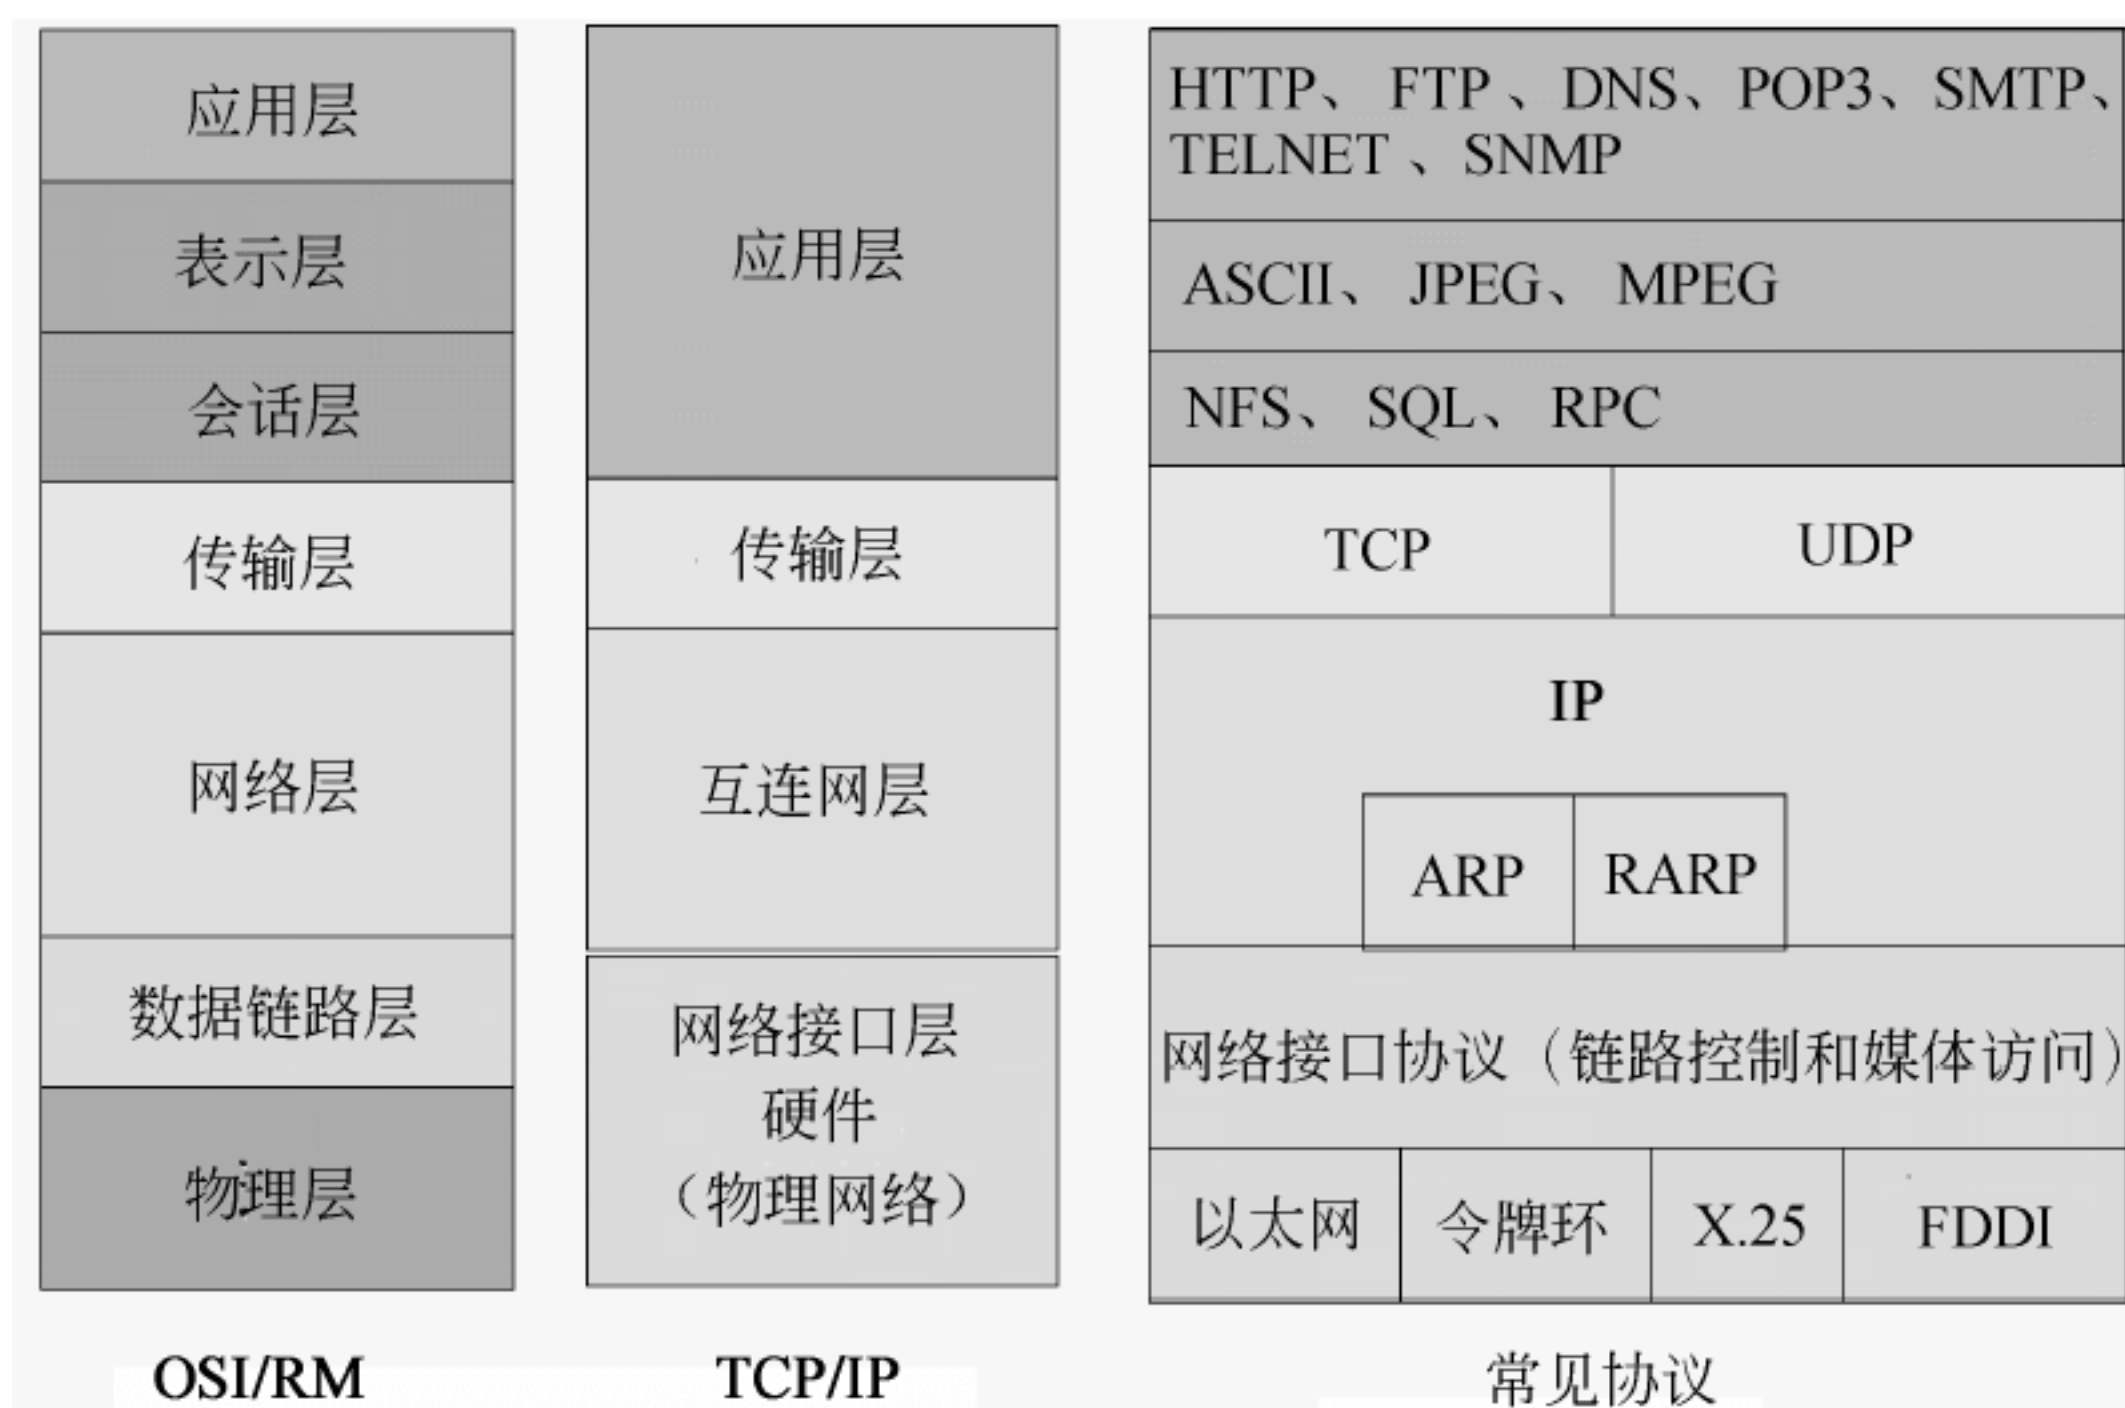 应用层
表示层
会话层
传输层
网络层
数据链路层
物理层
OSI/RM
应用层
传输层
互连网层
网络接口层
硬件
（物理网络）
TCP/IP
HTTP、 FTP 、DNS、POP3、SMTP、
TELNET 、SNMP
ASCII、 JPEG、 MPEG
NFS、 SQL、 RPC
TCP
UDP
IP
ARP
RARP
网络接口协议（链路控制和媒体访问）
以太网
令牌环
X.25
FDDI
常见协议